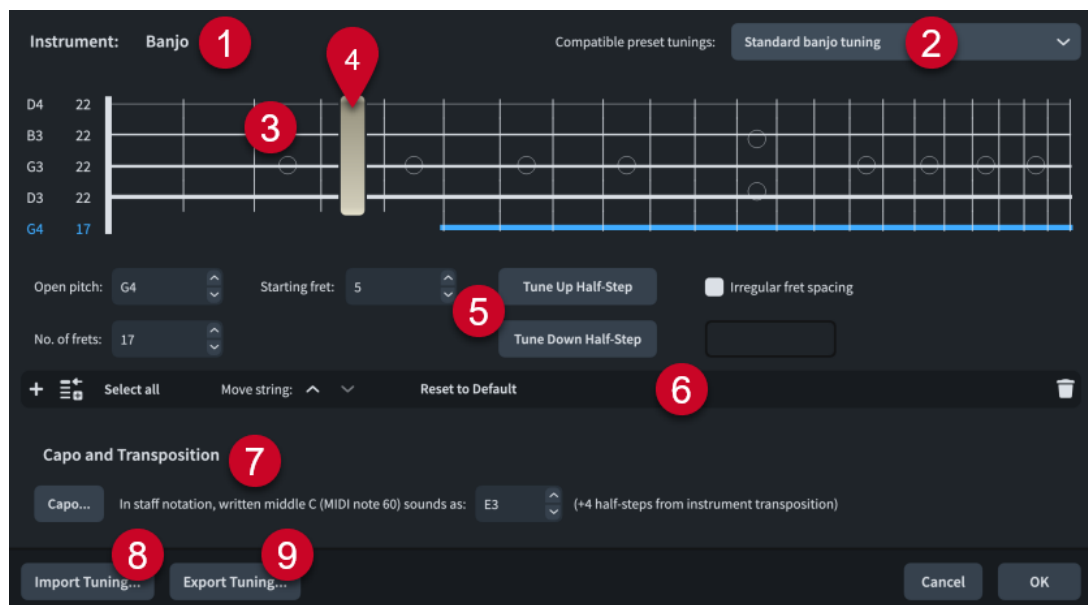 Instrument: Banjo 1 Compatible preset tunings: Standard banjo tuning 2
4
D4 22
3
B3 22
G3 22
D3 22
G4 17
Open pitch: G4 Starting fret: 5 Tune Up Half-Step Irregular fret spacing
5
No. of frets: 17 Tune Down Half-Step
+ Select all Move string: Reset to Default 6
Capo and Transposition 7
Capo... In staff notation, written middle C (MIDI note 60) sounds as: E3 (+4 half-steps from instrument transposition)
8 9
Import Tuning... Export Tuning... Cancel OK